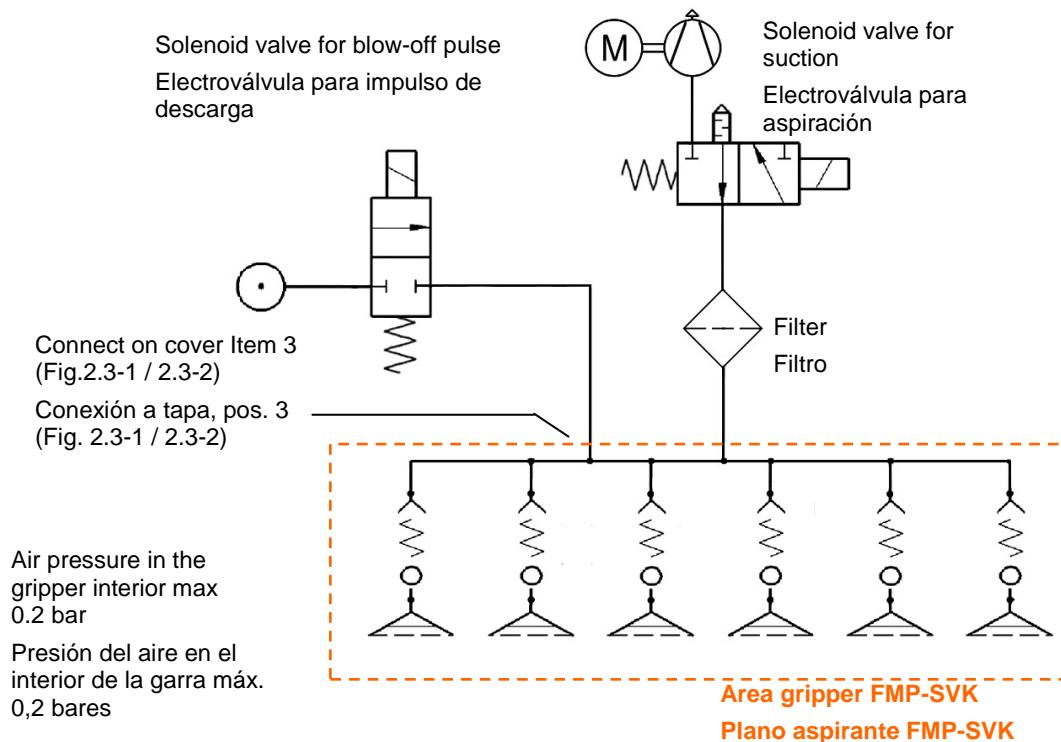 Solenoid valve for blow-off pulse
Electroválvula para impulso de
descarga
M
Solenoid valve for
suction
Electroválvula para
aspiración
Filter
Filtro
Connect on cover Item 3
(Fig.2.3-1 / 2.3-2)
Conexión a tapa, pos. 3
(Fig. 2.3-1 / 2.3-2)
Air pressure in the
gripper interior max
0.2 bar
Presión del aire en el
interior de la garra máx.
0,2 bares
Area gripper FMP-SVK
Plano aspirante FMP-SVK